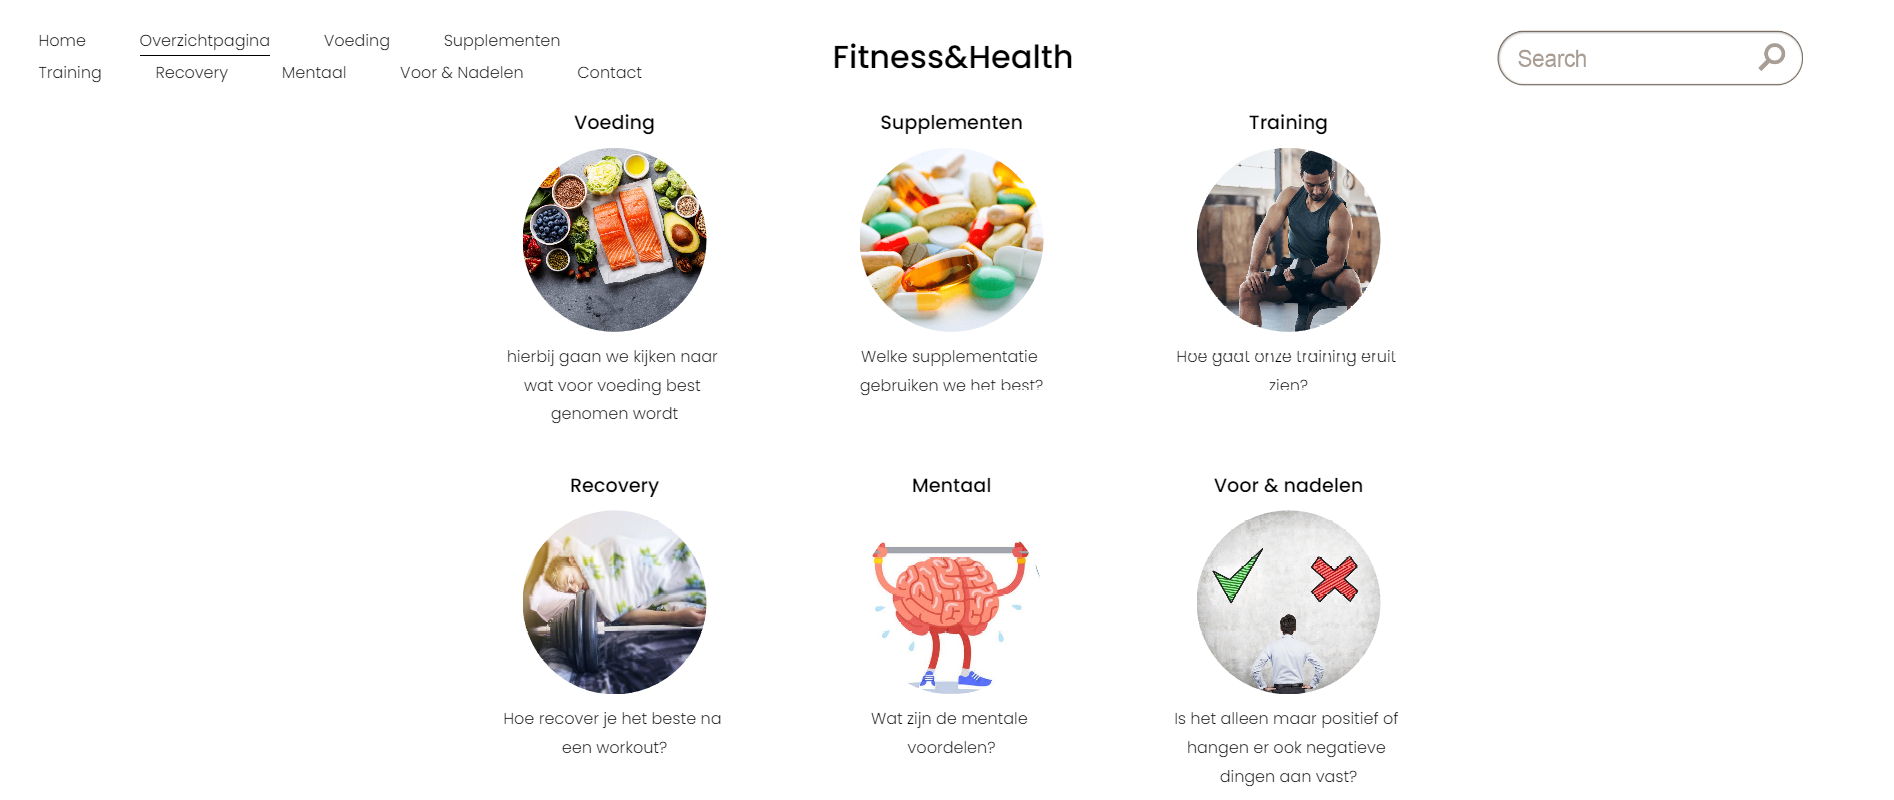 Home Overzichtpagina Voeding Supplementen
Training Recovery Mentaal Voor & Nadelen Contact
Fitness&Health
Search
Voeding
hierbij gaan we kijken naar
wat voor voeding best
genomen wordt
Supplementen
Welke supplementatie
gebruiken we het best?
Training
Hoe gaat onze training eruit
zien?
Recovery
Hoe recover je het beste na
een workout?
Mentaal
Wat zijn de mentale
voordelen?
Voor & nadelen
Is het alleen maar positief of
hangen er ook negatieve
dingen aan vast?